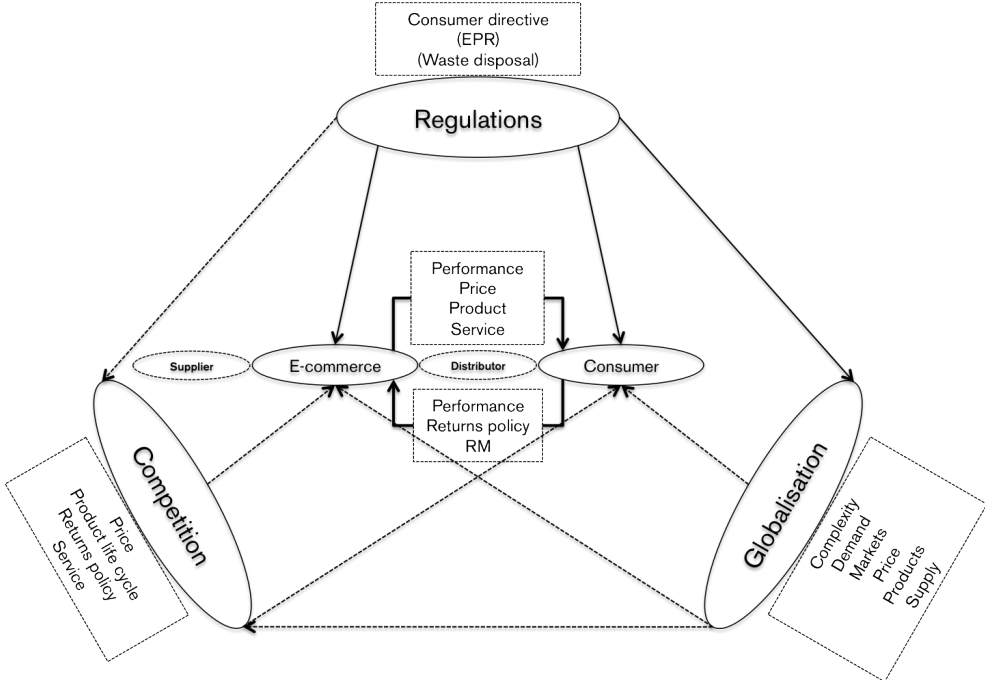 Consumer directive
(EPR)
(Waste disposal)
Regulations
Performance
Price
Product
Service
Supplier
E-commerce
Distributor
Consumer
Performance
Returns policy
RM
Competition
Price
Product life cycle
Returns policy
Service
Globalisation
Complexity
Demand
Markets
Price
Products
Supply